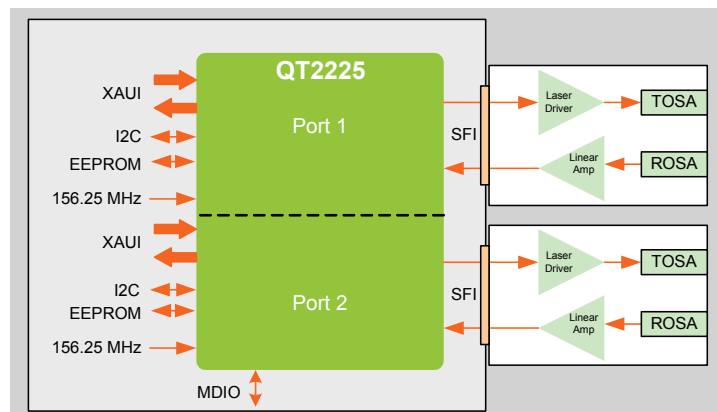 QT2225
XAUI
Port 1
I2C
EEPROM
156.25 MHz
SFI
Laser
Driver
TOSA
Linear
Amp
ROSA
XAUI
Port 2
I2C
EEPROM
156.25 MHz
MDIO
SFI
Laser
Driver
TOSA
Linear
Amp
ROSA